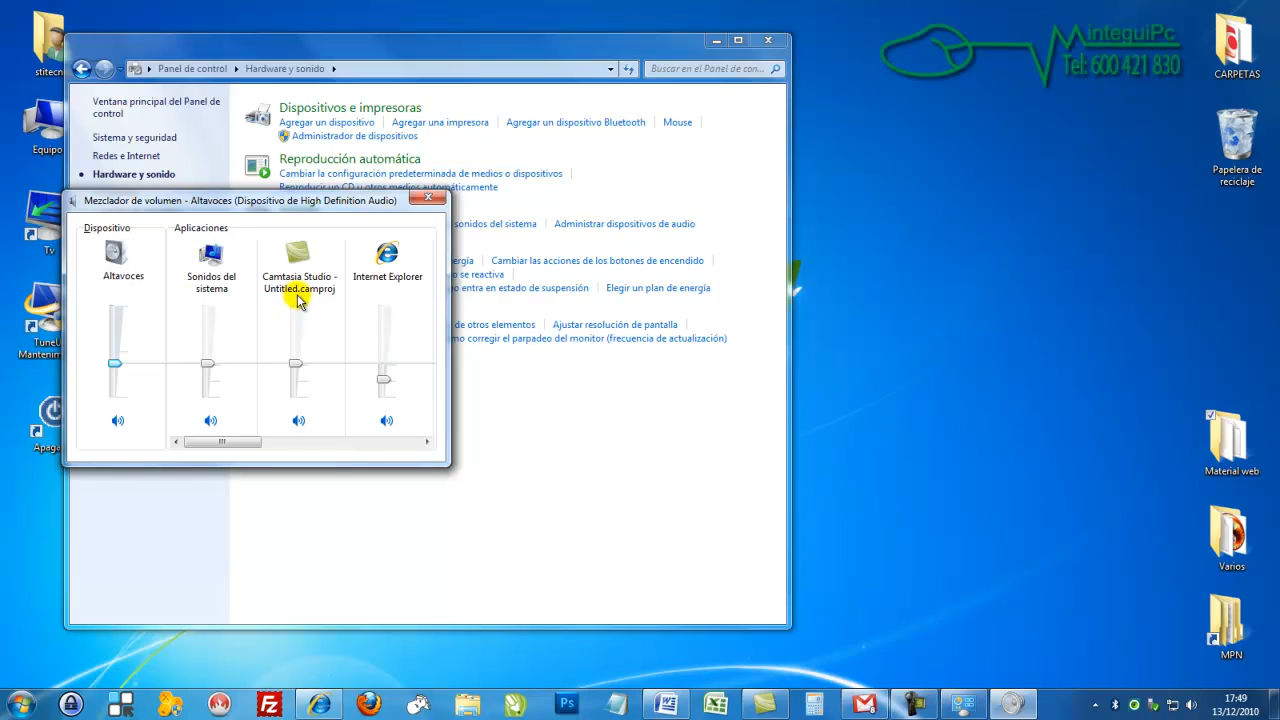 stitecn
Equipo
Tv
TuneU
Mantenim
Apaga
MinteguiPc
Tel: 600 421 830
CARPETAS
Papelera de
reciclaje
Material web
Varios
MPN
Panel de control
Hardware y sonido
Buscar en el Panel de con...
Ventana principal del Panel de
control
Sistema y seguridad
Redes e Internet
Hardware y sonido
Dispositivos e impresoras
Agregar un dispositivo Agregar una impresora Agregar un dispositivo Bluetooth Mouse
Administrador de dispositivos
Reproducción automática
Cambiar la configuración predeterminada de medios o dispositivos
Reproducir un CD u otros medios automáticamente
sonidos del sistema Administrar dispositivos de audio
ergía Cambiar las acciones de los botones de encendido
o se reactiva
po entra en estado de suspensión Elegir un plan de energía
de otros elementos Ajustar resolución de pantalla
mo corregir el parpadeo del monitor (frecuencia de actualización)
Mezclador de volumen - Altavoces (Dispositivo de High Definition Audio)
Dispositivo
Aplicaciones
Altavoces
Sonidos del
sistema
Camtasia Studio -
Untitled.camproj
Internet Explorer
17:49
13/12/2010